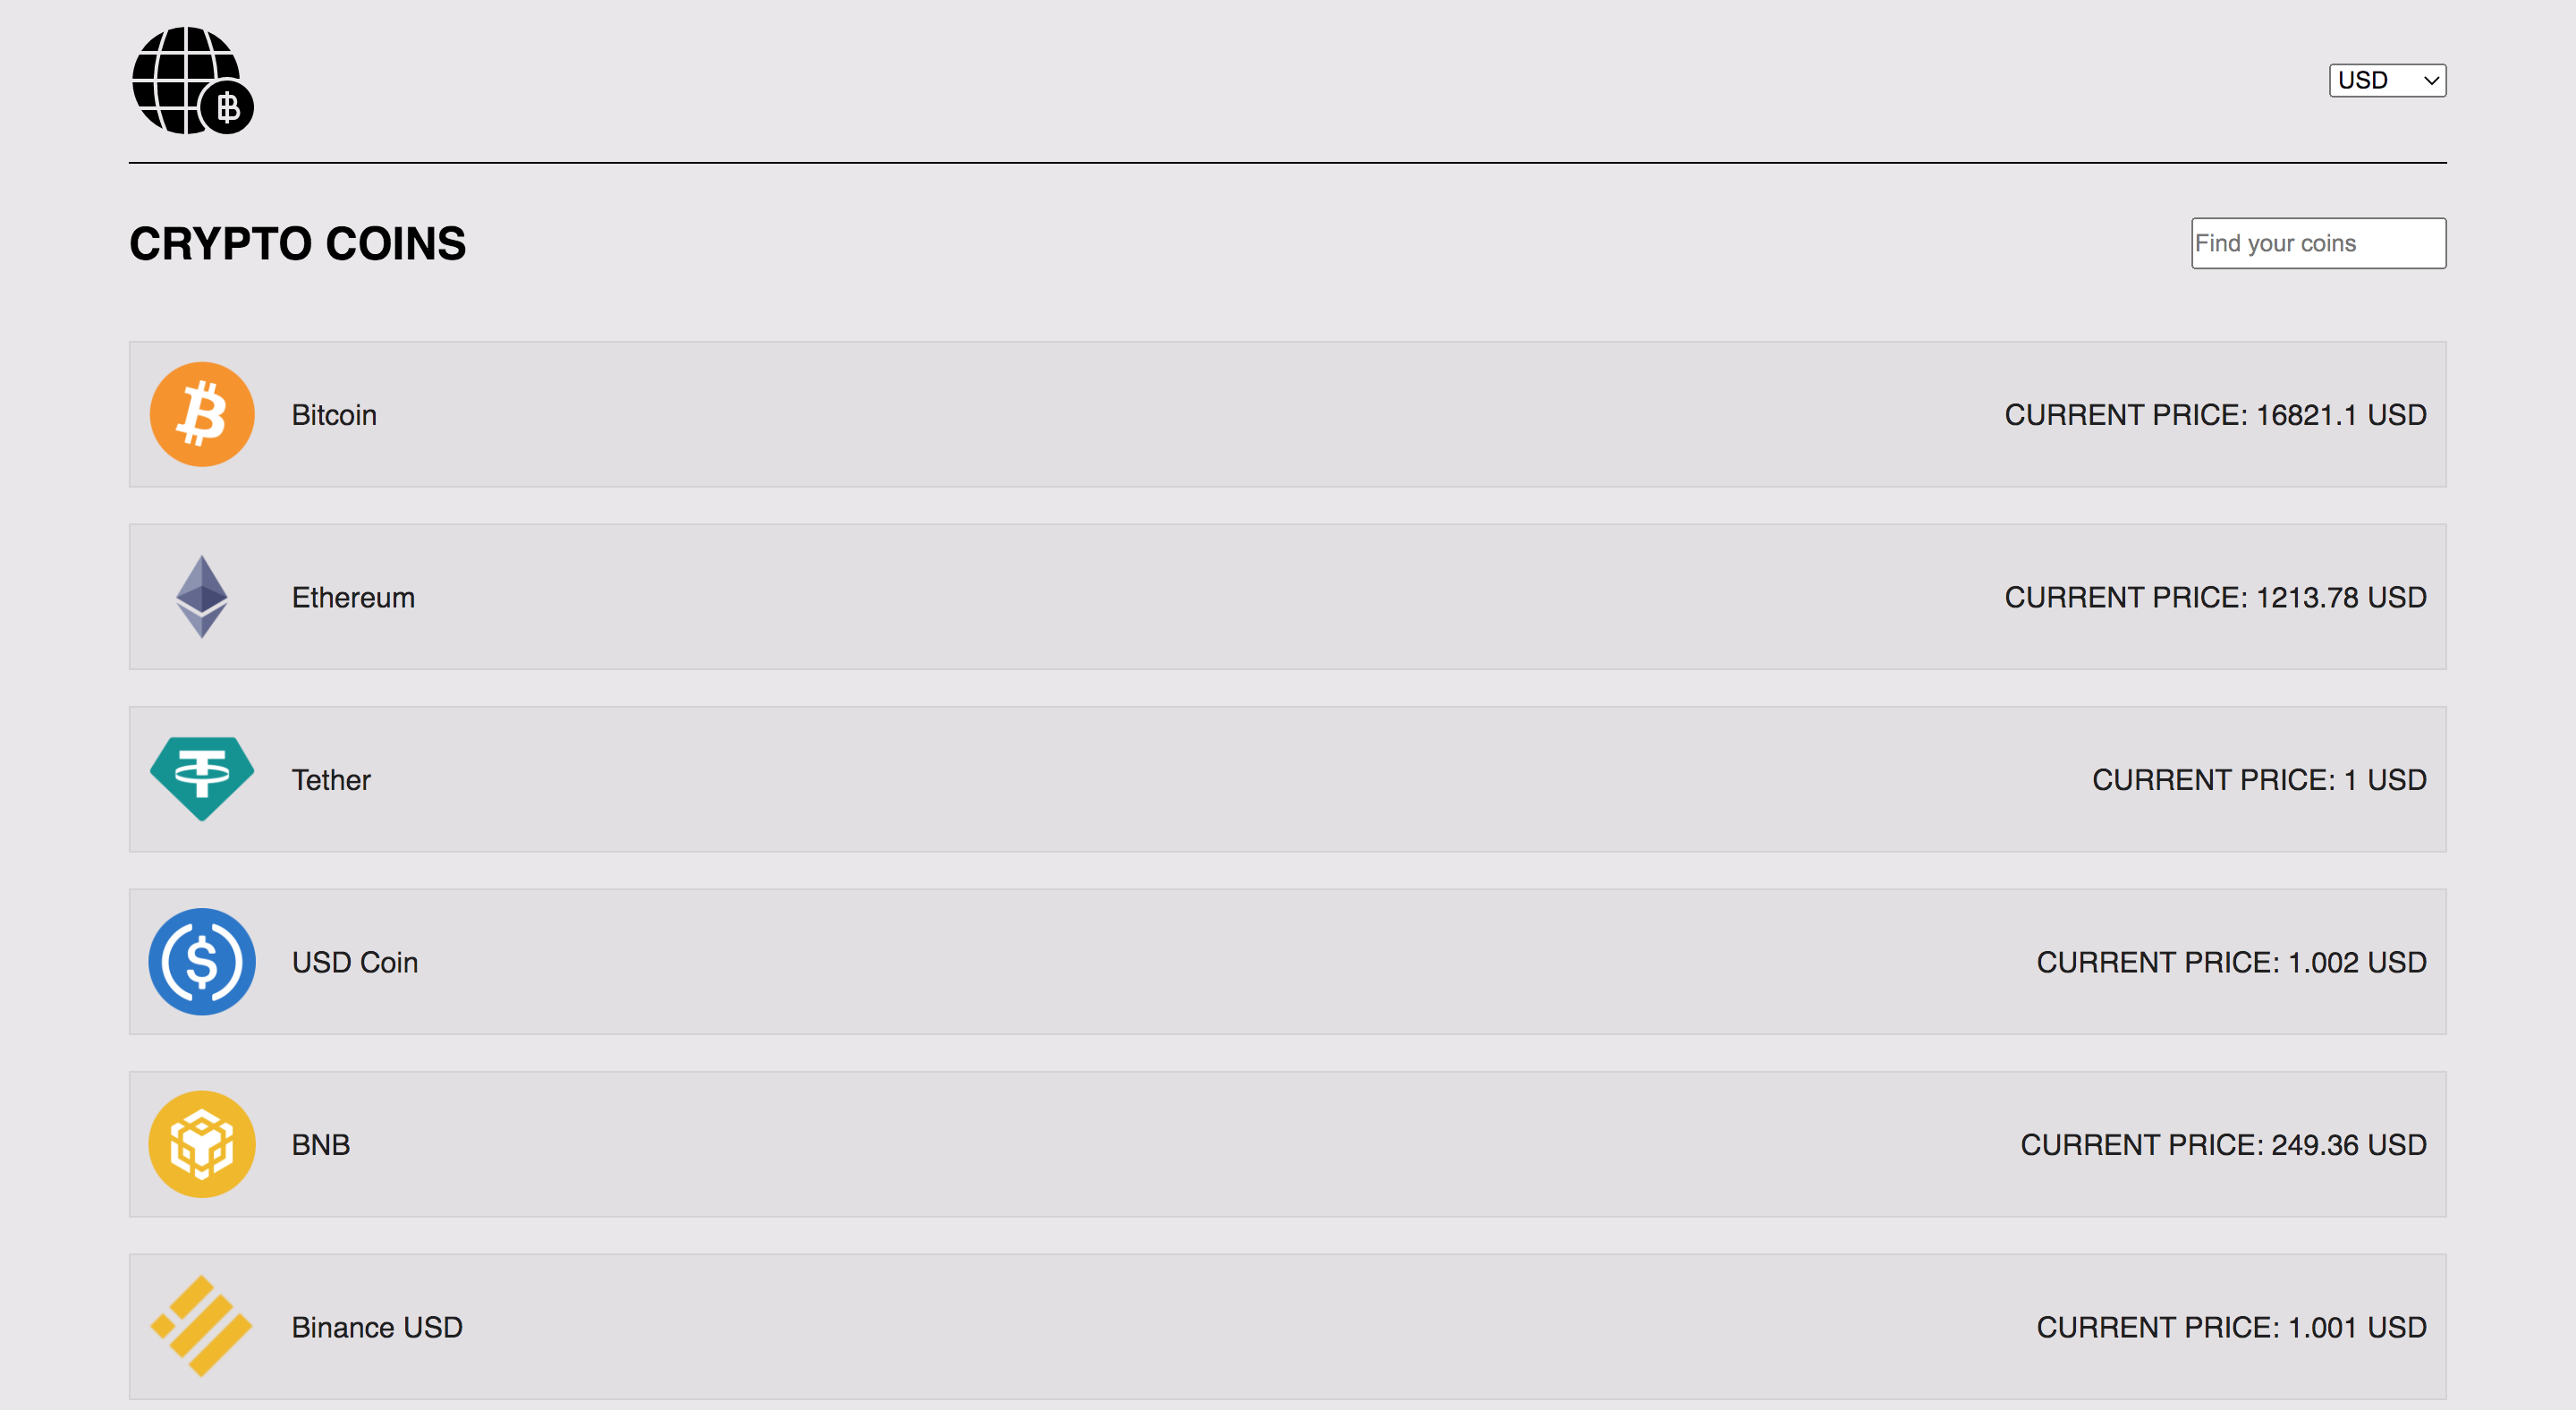 USD
CRYPTO COINS
Find your coins
Bitcoin
CURRENT PRICE: 16821.1 USD
Ethereum
CURRENT PRICE: 1213.78 USD
Tether
CURRENT PRICE: 1 USD
USD Coin
CURRENT PRICE: 1.002 USD
BNB
CURRENT PRICE: 249.36 USD
Binance USD
CURRENT PRICE: 1.001 USD